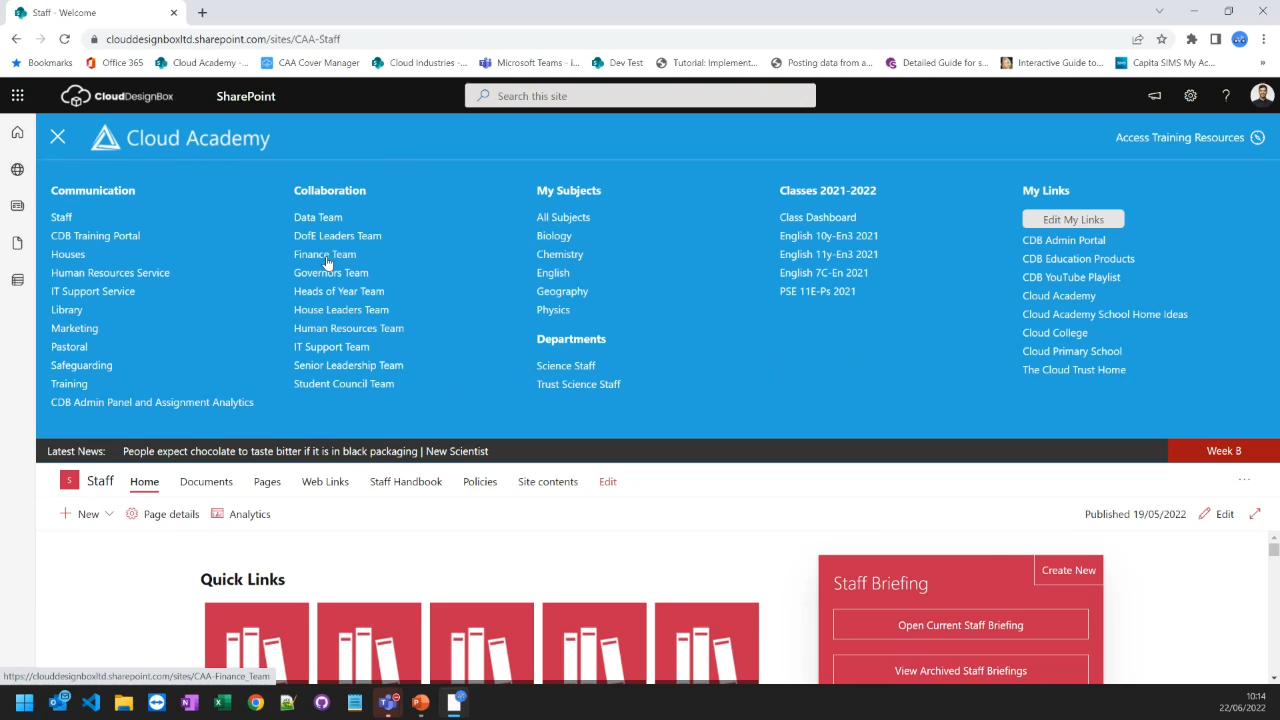 Staff - Welcome
clouddesignboxltd.sharepoint.com/sites/CAA-Staff
Bookmarks Office 365 Cloud Academy -... CAA Cover Manager Cloud Industries -... Microsoft Teams - i... Dev Test Tutorial: Implement... Posting data from a... Detailed Guide for s... Interactive Guide to... Capita SIMS My Ac... »
CloudDesignBox SharePoint Search this site
Cloud Academy Access Training Resources
Communication
Staff
CDB Training Portal
Houses
Human Resources Service
IT Support Service
Library
Marketing
Pastoral
Safeguarding
Training
CDB Admin Panel and Assignment Analytics
Collaboration
Data Team
DofE Leaders Team
Finance Team
Governors Team
Heads of Year Team
House Leaders Team
Human Resources Team
IT Support Team
Senior Leadership Team
Student Council Team
My Subjects
All Subjects
Biology
Chemistry
English
Geography
Physics
Departments
Science Staff
Trust Science Staff
Classes 2021-2022
Class Dashboard
English 10y-En3 2021
English 11y-En3 2021
English 7C-En 2021
PSE 11E-Ps 2021
My Links
Edit My Links
CDB Admin Portal
CDB Education Products
CDB YouTube Playlist
Cloud Academy
Cloud Academy School Home Ideas
Cloud College
Cloud Primary School
The Cloud Trust Home
Latest News: People expect chocolate to taste bitter if it is in black packaging | New Scientist Week B
S Staff Home Documents Pages Web Links Staff Handbook Policies Site contents Edit ...
New Page details Analytics Published 19/05/2022 Edit
Quick Links
Create New
Staff Briefing
Open Current Staff Briefing
View Archived Staff Briefings
https://clouddesignboxltd.sharepoint.com/sites/CAA-Finance_Team
10:14
22/06/2022